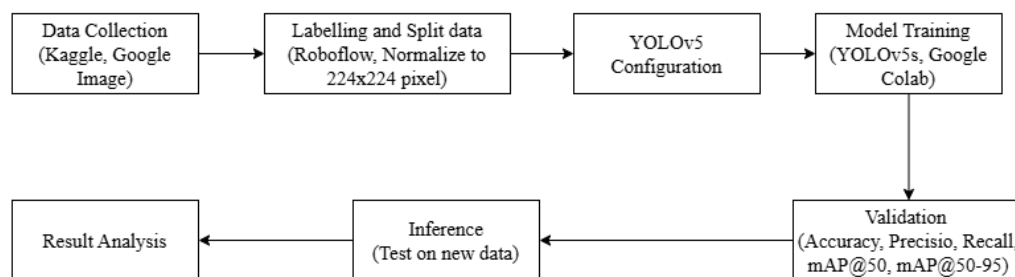 Data Collection
(Kaggle, Google
Image)
Labelling and Split data
(Roboflow, Normalize to
224x224 pixel)
YOLOv5
Configuration
Model Training
(YOLOv5s, Google
Colab)
Validation
(Accuracy, Precisio, Recall,
mAP@50, mAP@50-95)
Inference
(Test on new data)
Result Analysis